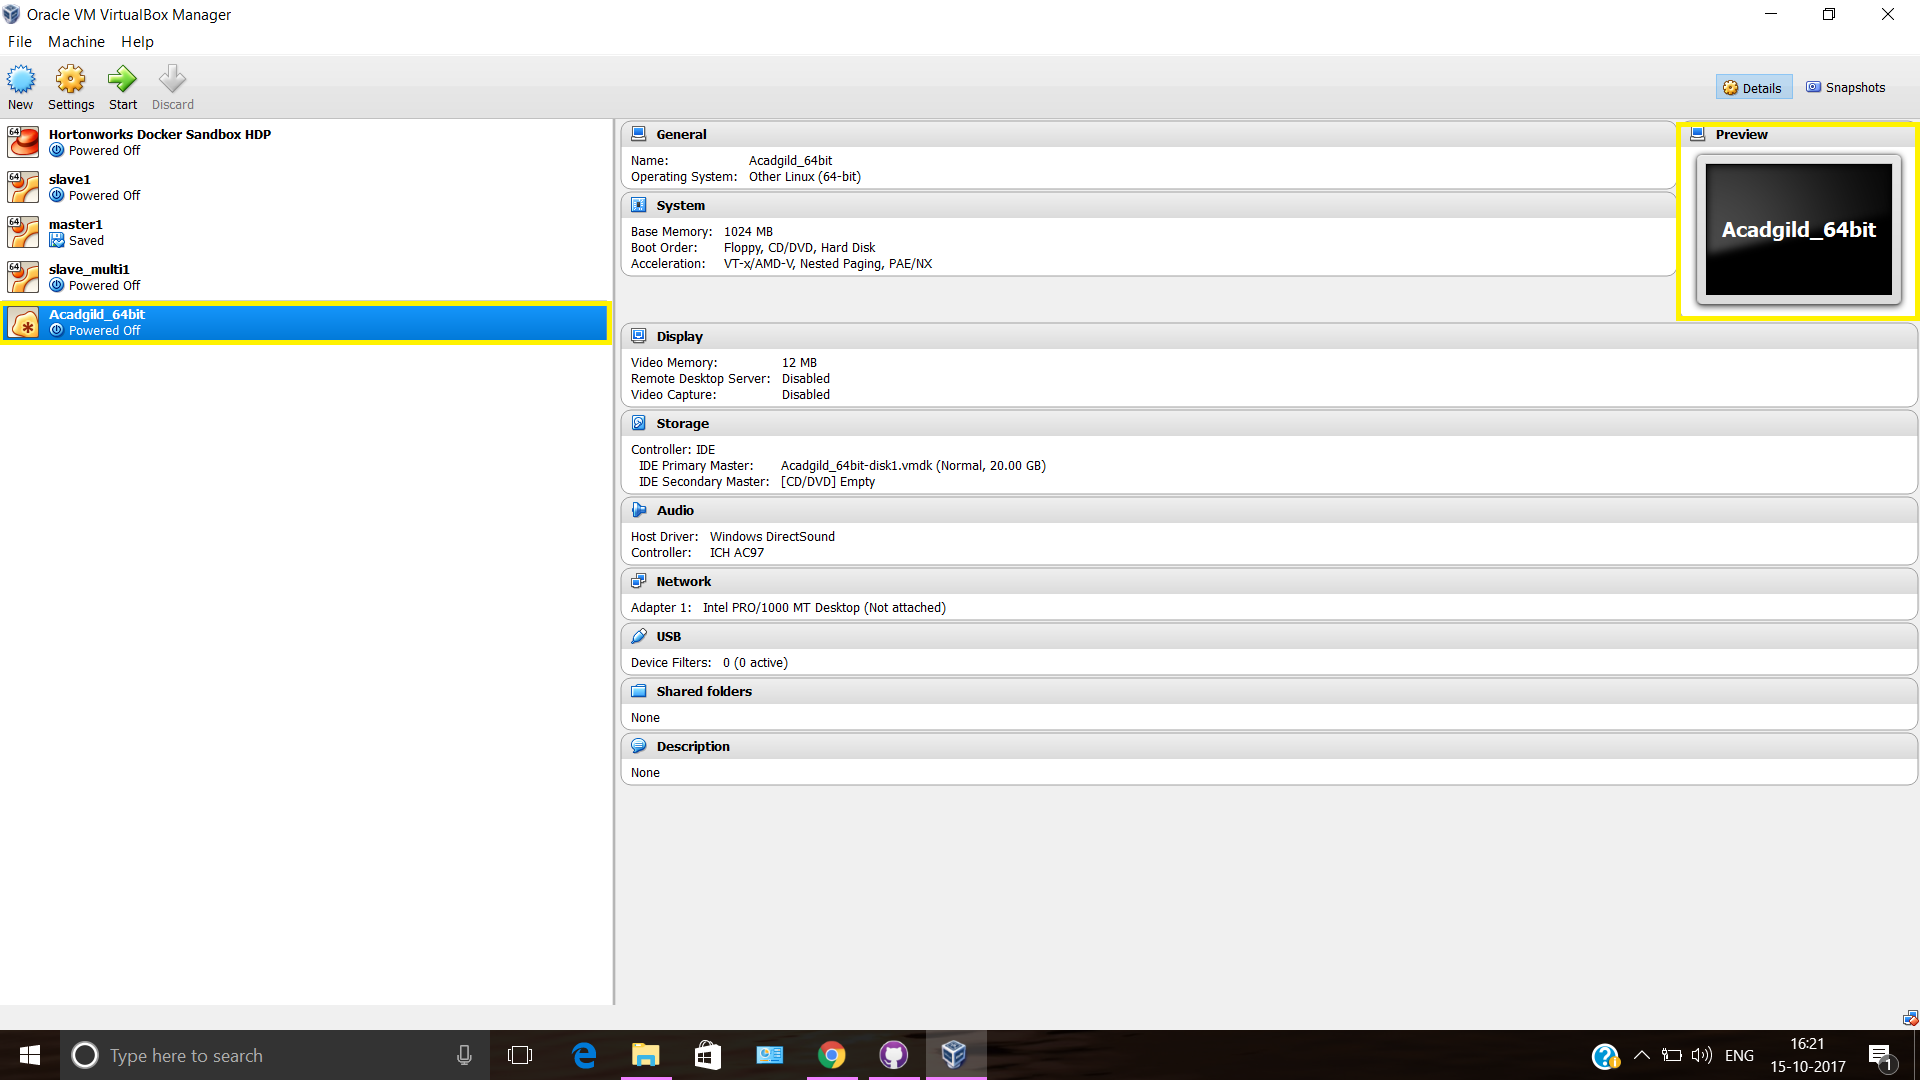 Oracle VM VirtualBox Manager
File Machine Help
New Settings Start Discard
Details Snapshots
64 Hortonworks Docker Sandbox HDP
Powered Off
64 slave1
Powered Off
64 master1
Saved
64 slave_multi1
Powered Off
Acadgild_64bit
Powered Off
General
Name: Acadgild_64bit
Operating System: Other Linux (64-bit)
System
Base Memory: 1024 MB
Boot Order: Floppy, CD/DVD, Hard Disk
Acceleration: VT-x/AMD-V, Nested Paging, PAE/NX
Preview
Acadgild_64bit
Display
Video Memory: 12 MB
Remote Desktop Server: Disabled
Video Capture: Disabled
Storage
Controller: IDE
IDE Primary Master: Acadgild_64bit-disk1.vmdk (Normal, 20.00 GB)
IDE Secondary Master: [CD/DVD] Empty
Audio
Host Driver: Windows DirectSound
Controller: ICH AC97
Network
Adapter 1: Intel PRO/1000 MT Desktop (Not attached)
USB
Device Filters: 0 (0 active)
Shared folders
None
Description
None
Type here to search
ENG
16:21
15-10-2017
1